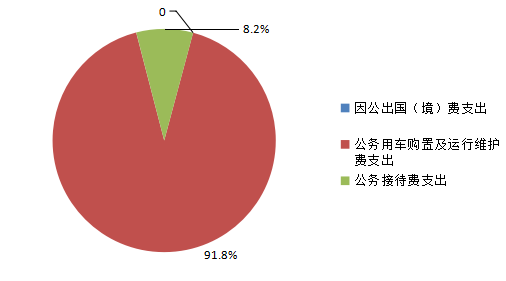 0
8.2%
因公出国（境）费支出
公务用车购置及运行维护
费支出
公务接待费支出
91.8%